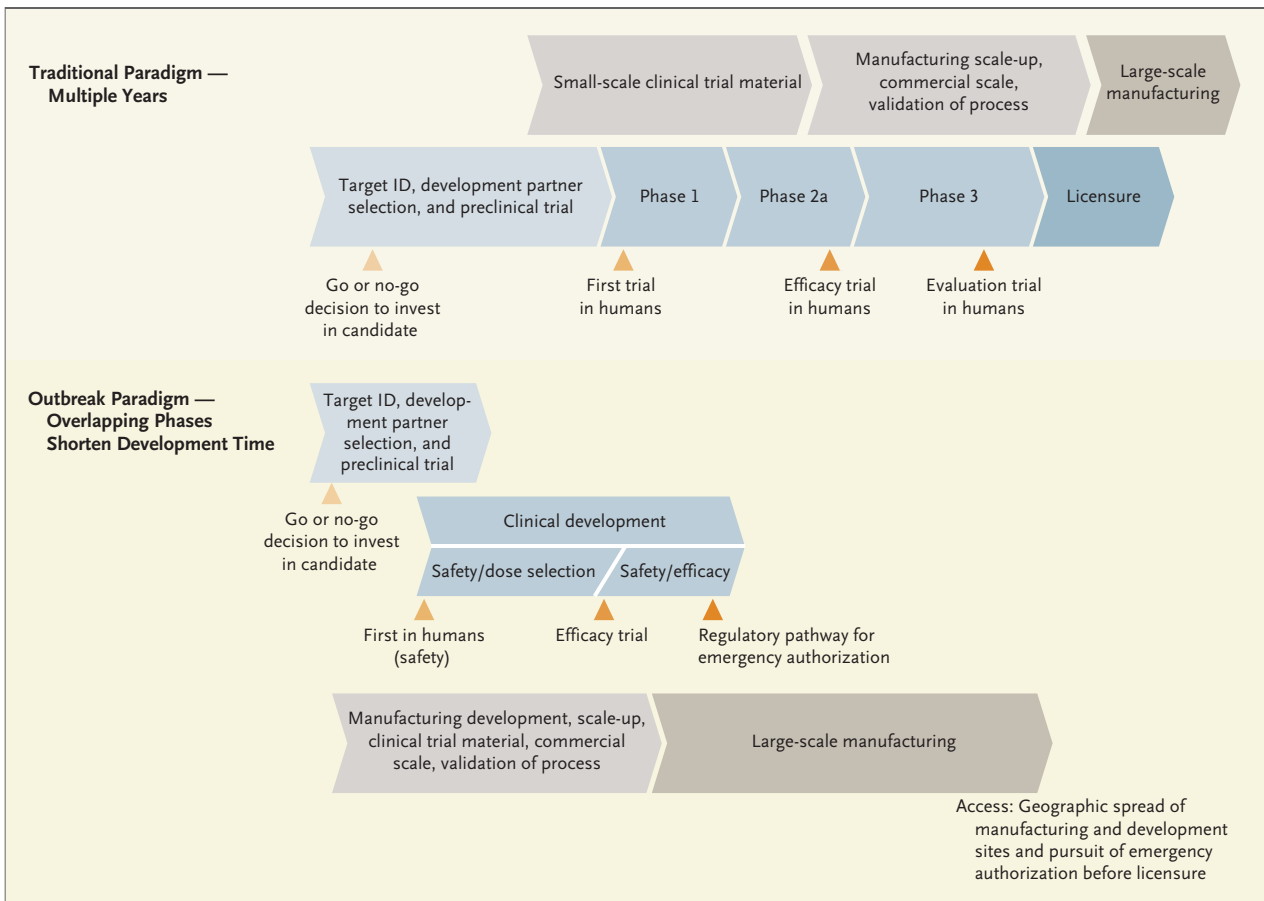 Traditional Paradigm —
Multiple Years
Small-scale clinical trial material
Manufacturing scale-up,
commercial scale,
validation of process
Large-scale
manufacturing
Target ID, development partner
selection, and preclinical trial
Phase 1
Phase 2a
Phase 3
Licensure
Go or no-go
decision to invest
in candidate
First trial
in humans
Efficacy trial
in humans
Evaluation trial
in humans
Outbreak Paradigm —
Overlapping Phases
Shorten Development Time
Target ID, develop-
ment partner
selection, and
preclinical trial
Go or no-go
decision to invest
in candidate
Clinical development
Safety/dose selection
Safety/efficacy
First in humans
(safety)
Efficacy trial
Regulatory pathway for
emergency authorization
Manufacturing development, scale-up,
clinical trial material, commercial
scale, validation of process
Large-scale manufacturing
Access: Geographic spread of
manufacturing and development
sites and pursuit of emergency
authorization before licensure